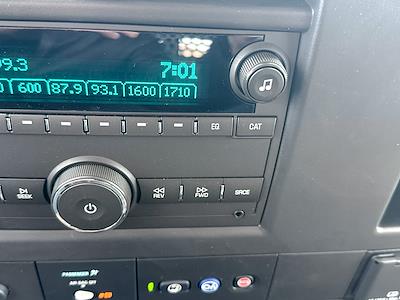 99.3 7:01
600 87.9 93.1 1600 1710
EQ CAT
SEEK REV FWD SRCE
PASSENGER
AIR BAG OFF